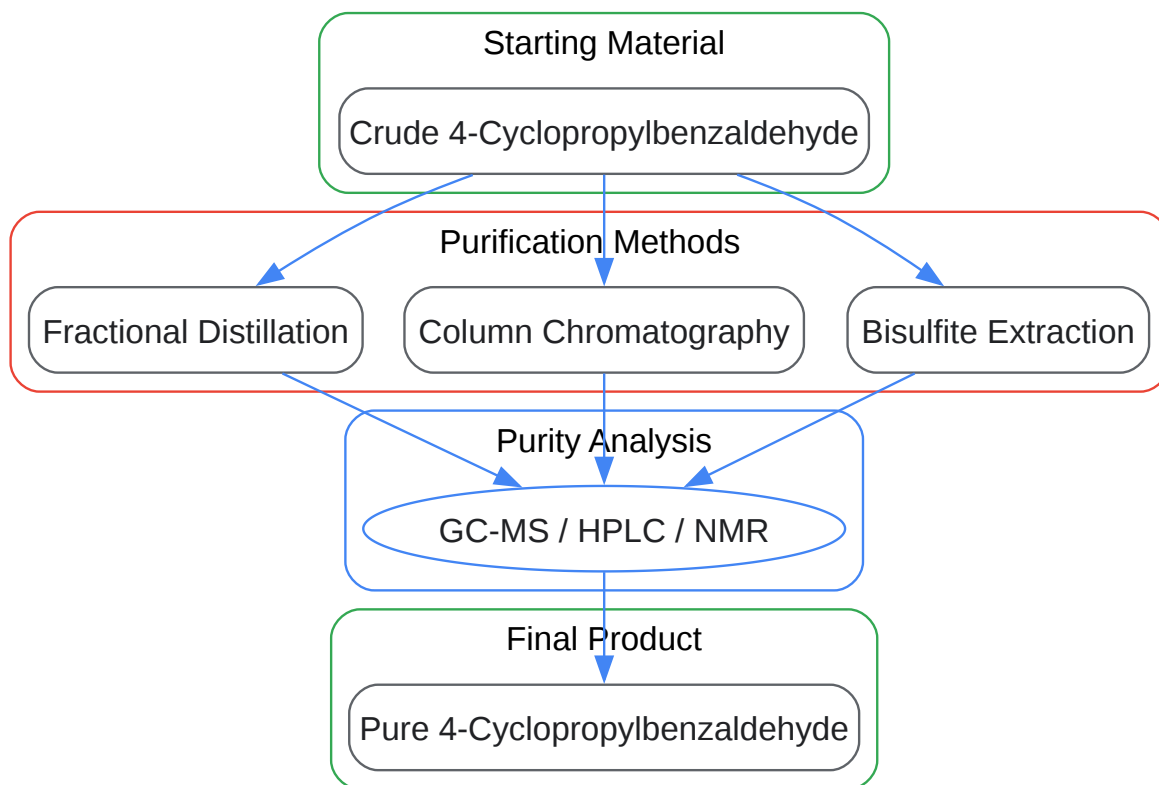 Starting Material
Crude 4-Cyclopropylbenzaldehyde
Purification Methods
Fractional Distillation
Column Chromatography
Bisulfite Extraction
Purity Analysis
GC-MS / HPLC / NMR
Final Product
Pure 4-Cyclopropylbenzaldehyde